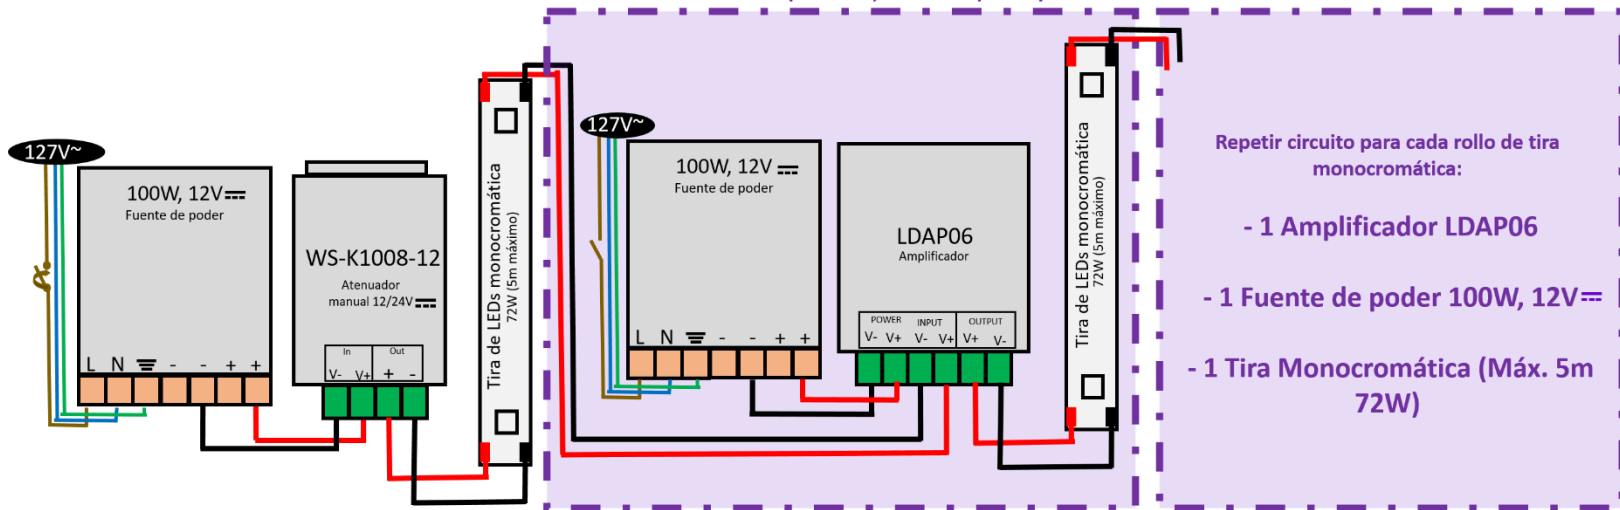 127V~
100W, 12V
Fuente de poder
L N - - + +
WS-K1008-12
Atenuador
manual 12/24V
In Out
V- V+ + -
Tira de LEDs monocromática
72W (5m máximo)
127V~
100W, 12V
Fuente de poder
L N - - + +
LDAP06
Amplificador
POWER INPUT OUTPUT
V- V+ V- V+ V+ V-
Tira de LEDs monocromática
72W (5m máximo)
Repetir circuito para cada rollo de tira
monocromática:
- 1 Amplificador LDAP06
- 1 Fuente de poder 100W, 12V
- 1 Tira Monocromática (Máx. 5m
72W)